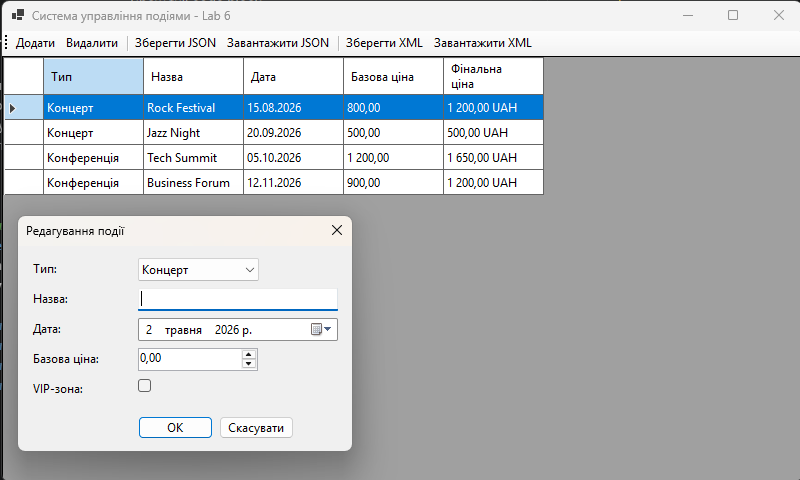 Система управління подіями - Lab 6
Додати Видалити Зберегти JSON Завантажити JSON Зберегти XML Завантажити XML
Тип Назва Дата Базова ціна Фінальна ціна
Концерт Rock Festival 15.08.2026 800,00 1 200,00 UAH
Концерт Jazz Night 20.09.2026 500,00 500,00 UAH
Конференція Tech Summit 05.10.2026 1 200,00 1 650,00 UAH
Конференція Business Forum 12.11.2026 900,00 1 200,00 UAH
Редагування події
Тип: Концерт
Назва:
Дата: 2 травня 2026 р.
Базова ціна: 0,00
VIP-зона:
OK Скасувати